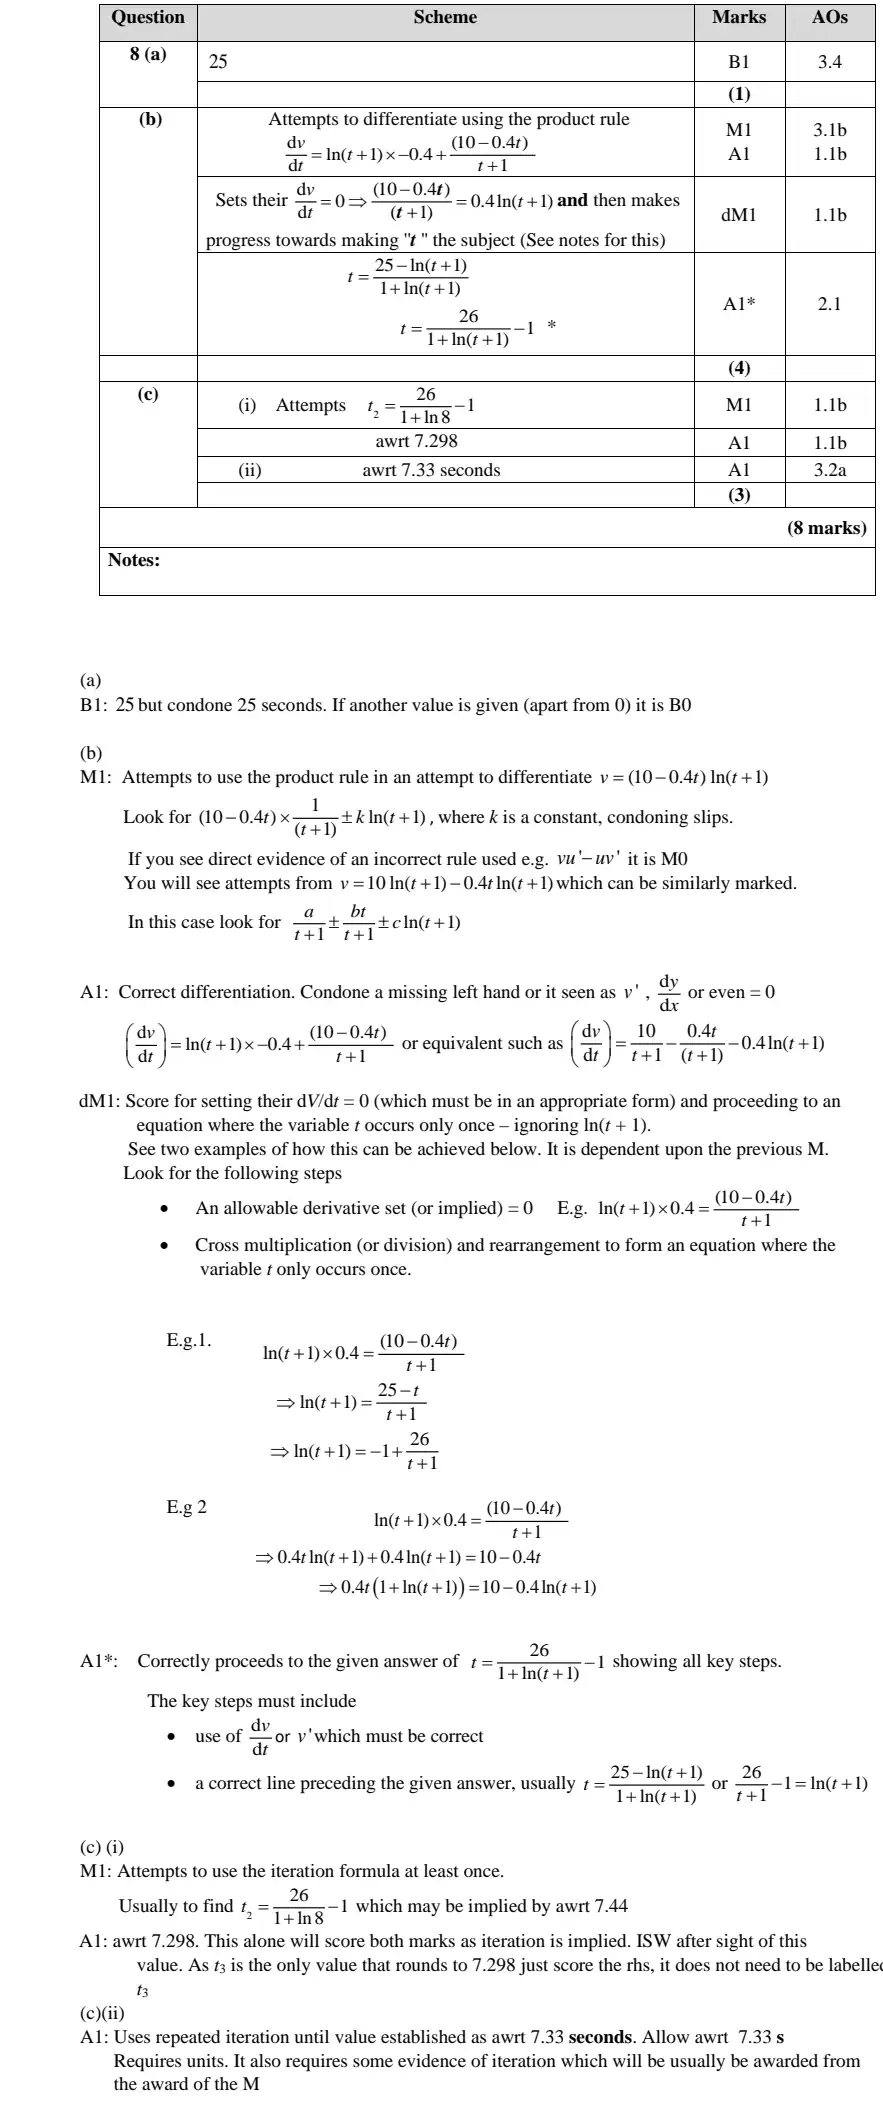 Question Scheme Marks AOs
8 (a) 25 B1 3.4
(1)
(b) Attempts to differentiate using the product rule
dv/dt = ln(t+1)×−0.4 + (10−0.4t)/(t+1) M1 A1 3.1b 1.1b
Sets their dv/dt = 0 ⇒ (10−0.4t)/(t+1) = 0.4ln(t+1) and then makes
progress towards making "t " the subject (See notes for this) dM1 1.1b
t = (25−ln(t+1))/(1+ln(t+1))
t = 26/(1+ln(t+1)) −1 * A1* 2.1
(4)
(c) (i) Attempts t₂ = 26/(1+ln 8) −1 M1 1.1b
awrt 7.298 A1 1.1b
(ii) awrt 7.33 seconds A1 3.2a
(3)
(8 marks)
Notes:
(a)
B1: 25 but condone 25 seconds. If another value is given (apart from 0) it is B0
(b)
M1: Attempts to use the product rule in an attempt to differentiate v = (10−0.4t) ln(t+1)
Look for (10−0.4t)× 1/(t+1) ± k ln(t+1) , where k is a constant, condoning slips.
If you see direct evidence of an incorrect rule used e.g. vu'−uv' it is M0
You will see attempts from v = 10 ln(t+1) − 0.4t ln(t+1) which can be similarly marked.
In this case look for a/(t+1) ± bt/(t+1) ± c ln(t+1)
A1: Correct differentiation. Condone a missing left hand or it seen as v' , dy/dx or even = 0
(dv/dt) = ln(t+1)×−0.4 + (10−0.4t)/(t+1) or equivalent such as (dv/dt) = 10/(t+1) − 0.4t/(t+1) − 0.4 ln(t+1)
dM1: Score for setting their dV/dt = 0 (which must be in an appropriate form) and proceeding to an
equation where the variable t occurs only once – ignoring ln(t + 1).
See two examples of how this can be achieved below. It is dependent upon the previous M.
Look for the following steps
• An allowable derivative set (or implied) = 0 E.g. ln(t+1)×0.4 = (10−0.4t)/(t+1)
• Cross multiplication (or division) and rearrangement to form an equation where the
variable t only occurs once.
E.g.1. ln(t+1)×0.4 = (10−0.4t)/(t+1)
⇒ ln(t+1) = (25−t)/(t+1)
⇒ ln(t+1) = −1 + 26/(t+1)
E.g 2 ln(t+1)×0.4 = (10−0.4t)/(t+1)
⇒ 0.4t ln(t+1) + 0.4 ln(t+1) = 10−0.4t
⇒ 0.4t (1+ ln(t+1)) = 10−0.4 ln(t+1)
A1*: Correctly proceeds to the given answer of t = 26/(1+ln(t+1)) −1 showing all key steps.
The key steps must include
• use of dv/dt or v' which must be correct
• a correct line preceding the given answer, usually t = (25−ln(t+1))/(1+ln(t+1)) or 26/(t+1) −1 = ln(t+1)
(c) (i)
M1: Attempts to use the iteration formula at least once.
Usually to find t₂ = 26/(1+ln 8) −1 which may be implied by awrt 7.44
A1: awrt 7.298. This alone will score both marks as iteration is implied. ISW after sight of this
value. As t₃ is the only value that rounds to 7.298 just score the rhs, it does not need to be labelled
t₃
(c)(ii)
A1: Uses repeated iteration until value established as awrt 7.33 seconds. Allow awrt 7.33 s
Requires units. It also requires some evidence of iteration which will be usually be awarded from
the award of the M